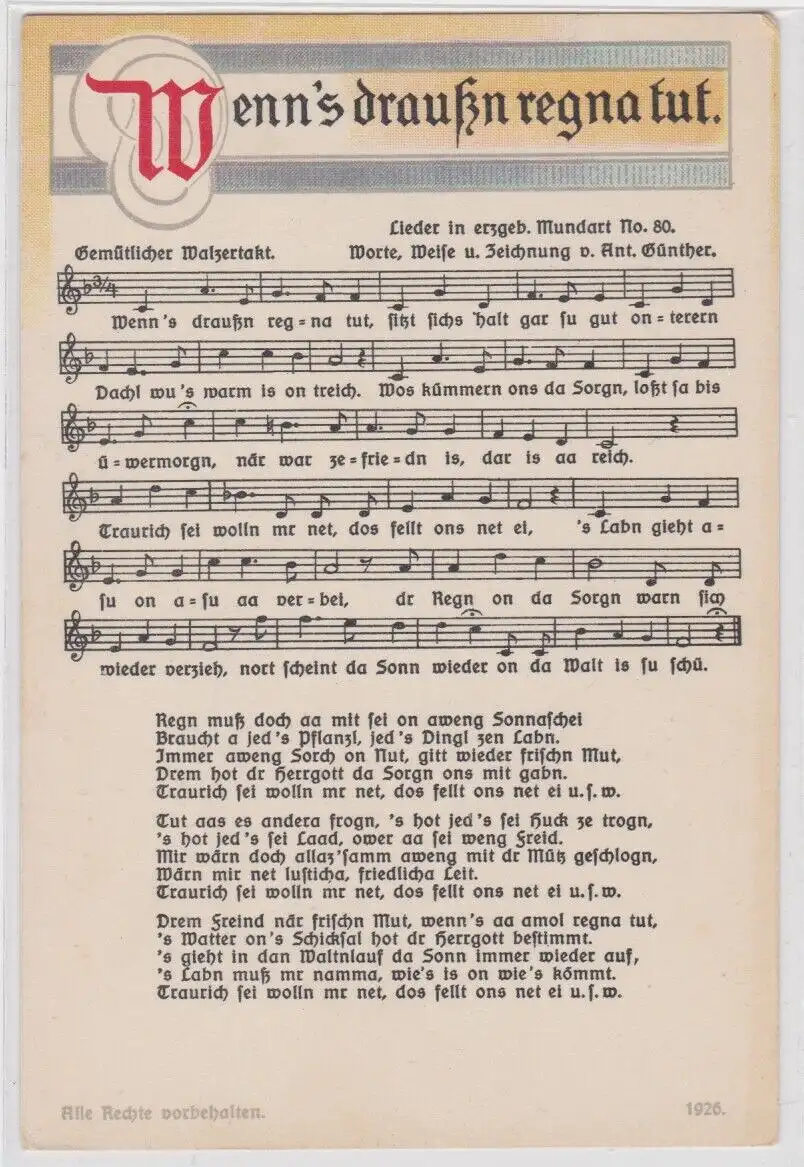 Wenn's draußn regna tut.
Lieder in erzgeb. Mundart No. 80.
Gemütlicher Walzertakt. Worte, Weise u. Zeichnung v. Ant. Günther.
3/4
Wenn's draußn reg=na tut, sitzt sichs halt gar su gut on=terern
Dachl wu's warm is on treich. Wos kümmern ons da Sorgn, loßt sa bis
ü=wermorgn, når war ze=frie=dn is, dar is aa reich.
Traurich sei wolln mr net, dos fellt ons net ei, 's Labn gieht a=
su on a=su aa ver=bei, dr Regn on da Sorgn warn sich
wieder verzieh, nort scheint da Sonn wieder on da Walt is su schü.
Regn muß doch aa mit sei on aweng Sonnaschei
Braucht a jed's Pflanzl, jed's Dingl zen Labn.
Immer aweng Sorch on Nut, gitt wieder frischn Mut,
Drem hot dr Herrgott da Sorgn ons mit gabn.
Traurich sei wolln mr net, dos fellt ons net ei u.s.w.
Tut aas es andera frogn, 's hot jed's sei Huck ze trogn,
's hot jed's sei Laad, ower aa sei weng Freid.
Mir wärn doch allaz'samm aweng mit dr Mütz geschlogn,
Wärn mir net lusticha, friedlicha Leit.
Traurich sei wolln mr net, dos fellt ons net ei u.s.w.
Drem Freind når frischn Mut, wenn's aa amol regna tut,
's Watter on's Schicksal hot dr Herrgott bestimmt.
's gieht in dan Waltnlauf da Sonn immer wieder auf,
's Labn muß mr namma, wie's is on wie's kömmt.
Traurich sei wolln mr net, dos fellt ons net ei u.s.w.
Alle Rechte vorbehalten. 1926.